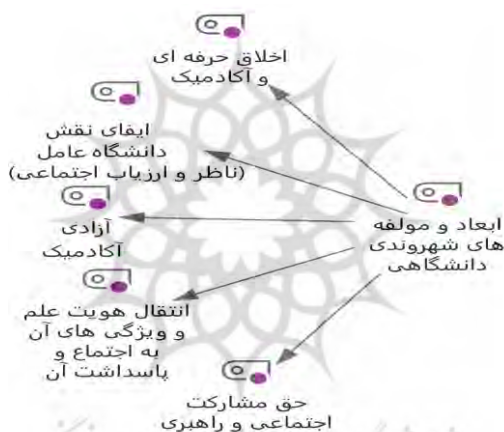 اخلاق حرفه ای
و آکادمیک
ایفای نقش
دانشگاه عامل
(ناظر و ارزیاب اجتماعی)
آزادی
آکادمیک
ابعاد و مولفه
های شهروندی
دانشگاهی
انتقال هویت علم
و ویژگی های آن
به اجتماع و
پاسداشت آن
حق مشارکت
اجتماعی و راهبری